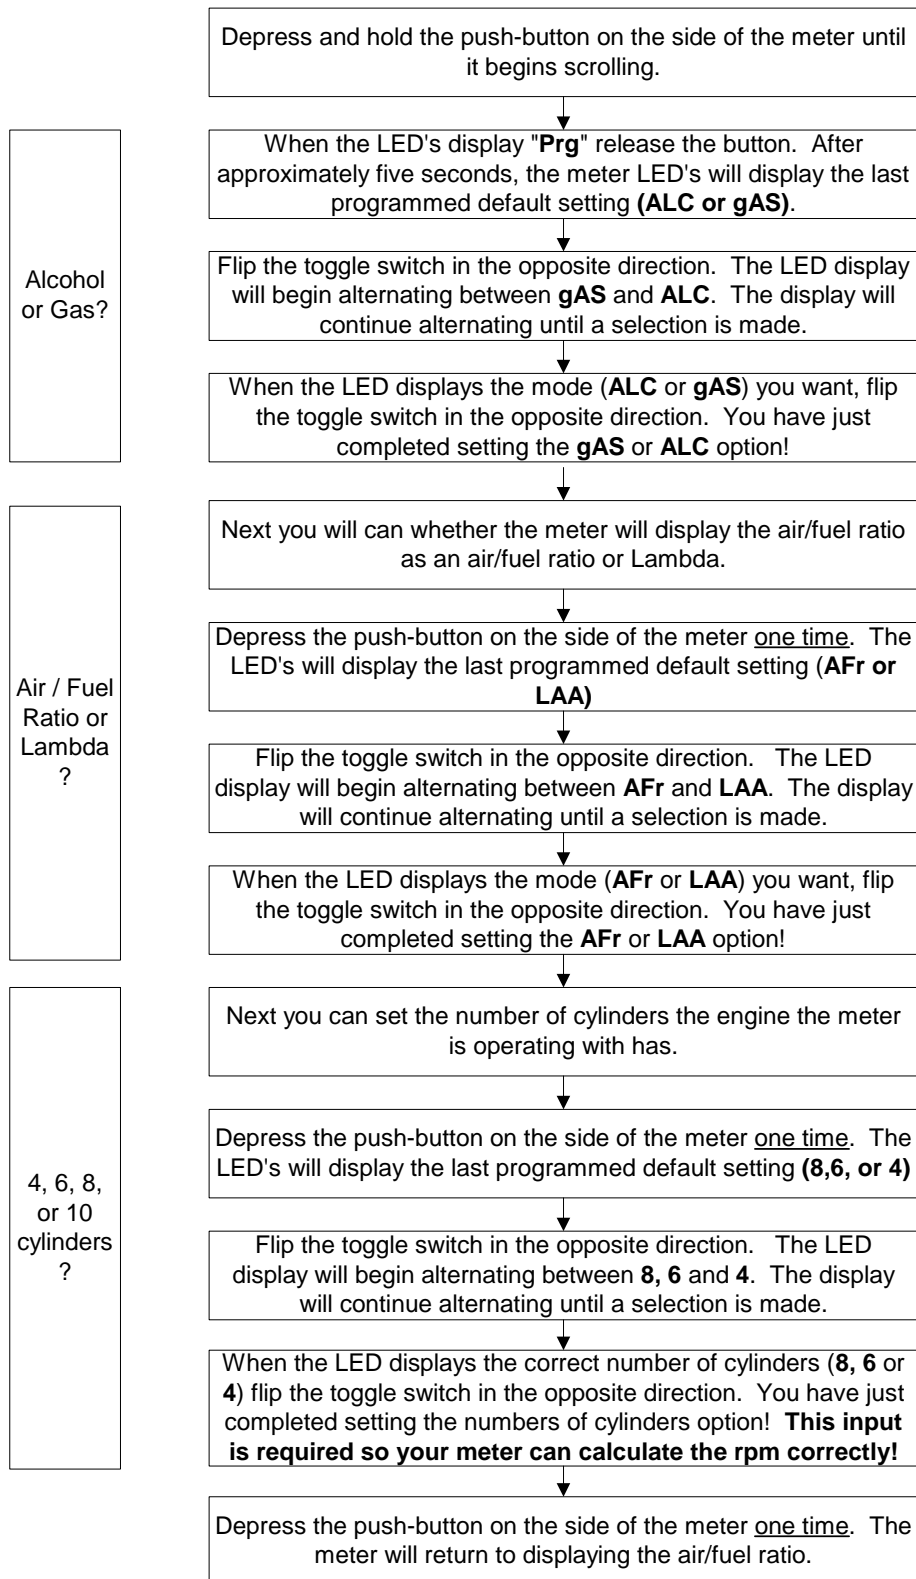 Depress and hold the push-button on the side of the meter until
it begins scrolling.
When the LED's display "Prg" release the button.  After
approximately five seconds, the meter LED's will display the last
programmed default setting (ALC or gAS).
Alcohol
or Gas?
Flip the toggle switch in the opposite direction.  The LED display
will begin alternating between gAS and ALC.  The display will
continue alternating until a selection is made.
When the LED displays the mode (ALC or gAS) you want, flip
the toggle switch in the opposite direction.  You have just
completed setting the gAS or ALC option!
Next you will can whether the meter will display the air/fuel ratio
as an air/fuel ratio or Lambda.
Depress the push-button on the side of the meter one time.  The
LED's will display the last programmed default setting (AFr or
LAA)
Air / Fuel
Ratio or
Lambda
?
Flip the toggle switch in the opposite direction.   The LED
display will begin alternating between AFr and LAA.  The display
will continue alternating until a selection is made.
When the LED displays the mode (AFr or LAA) you want, flip
the toggle switch in the opposite direction.  You have just
completed setting the AFr or LAA option!
Next you can set the number of cylinders the engine the meter
is operating with has.
Depress the push-button on the side of the meter one time.  The
LED's will display the last programmed default setting (8,6, or 4)
4, 6, 8,
or 10
cylinders
?
Flip the toggle switch in the opposite direction.   The LED
display will begin alternating between 8, 6 and 4.  The display
will continue alternating until a selection is made.
When the LED displays the correct number of cylinders (8, 6 or
4) flip the toggle switch in the opposite direction.  You have just
completed setting the numbers of cylinders option!  This input
is required so your meter can calculate the rpm correctly!
Depress the push-button on the side of the meter one time.  The
meter will return to displaying the air/fuel ratio.